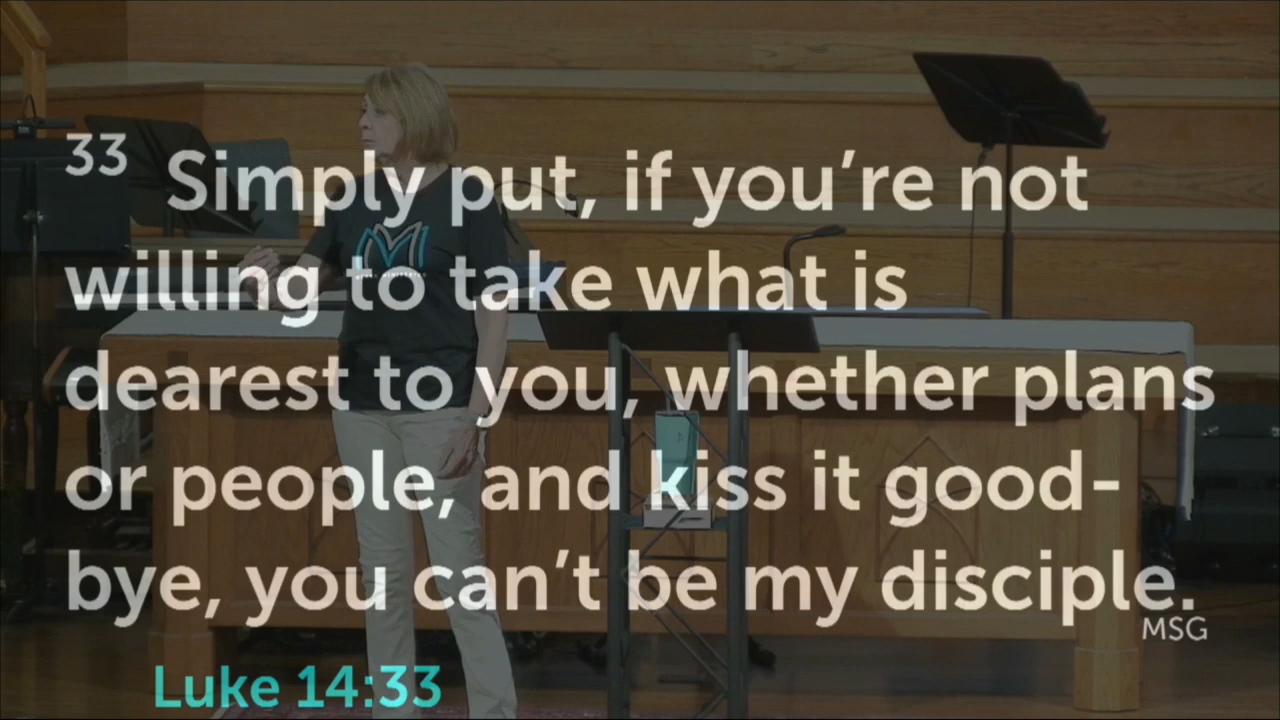 33 Simply put, if you’re not
willing to take what is
dearest to you, whether plans
or people, and kiss it good-
bye, you can’t be my disciple.
MSG
Luke 14:33